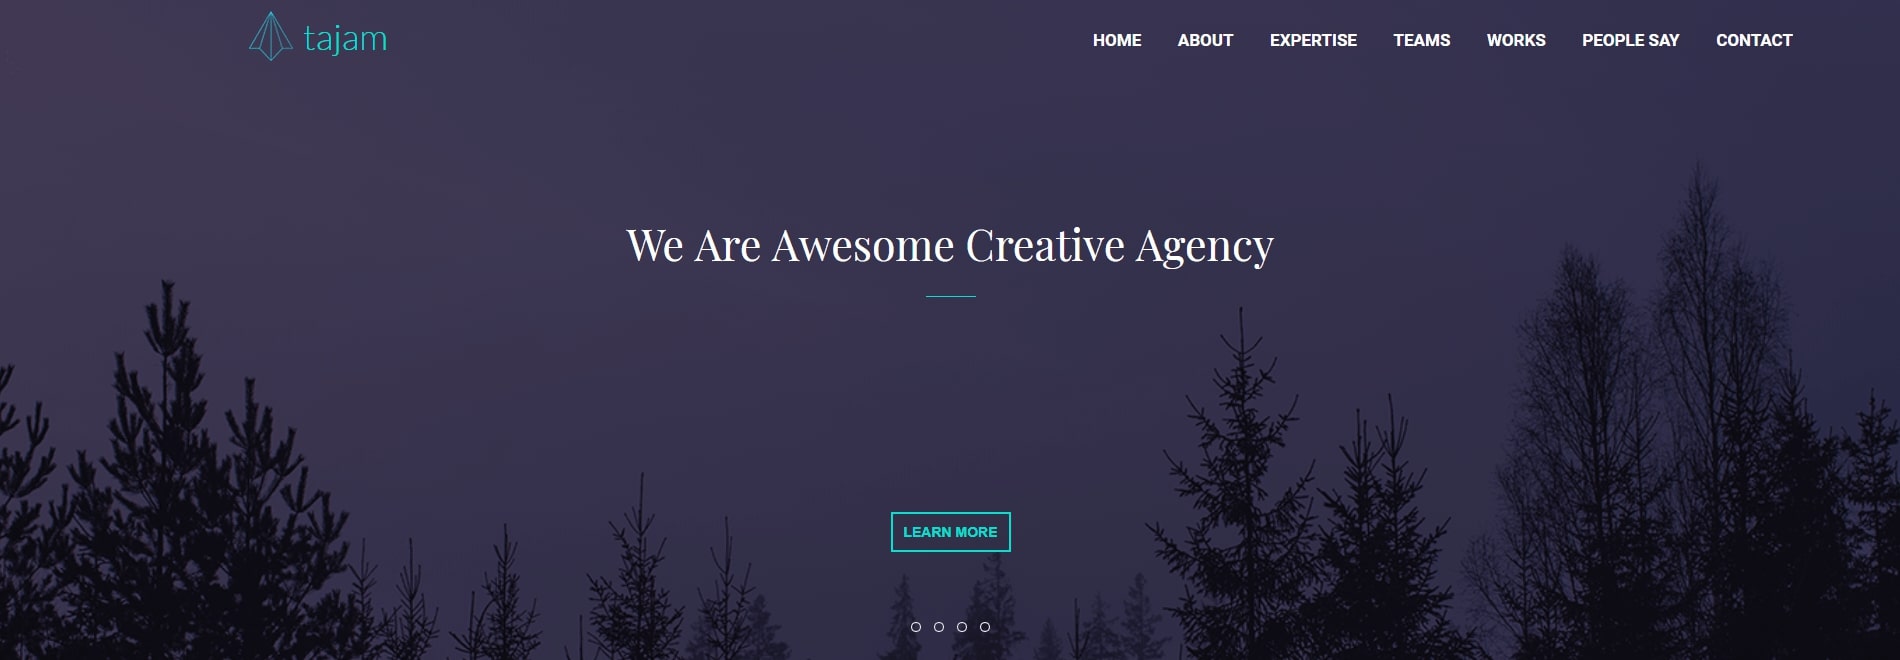 tajam
HOME ABOUT EXPERTISE TEAMS WORKS PEOPLE SAY CONTACT
We Are Awesome Creative Agency
LEARN MORE